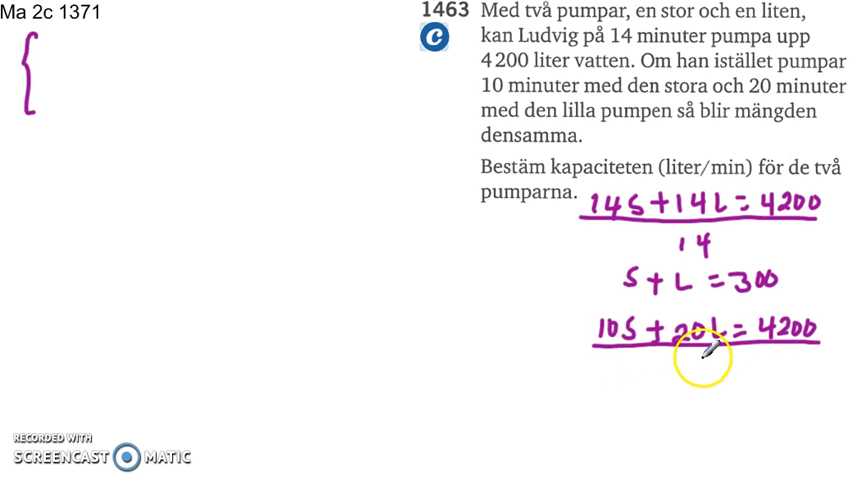 Ma 2c 1371
1463 Med två pumpar, en stor och en liten,
C kan Ludvig på 14 minuter pumpa upp
4 200 liter vatten. Om han istället pumpar
10 minuter med den stora och 20 minuter
med den lilla pumpen så blir mängden
densamma.
Bestäm kapaciteten (liter/min) för de två
pumparna.
14S + 14L = 4200
14
S + L = 300
10S + 20L = 4200
RECORDED WITH
SCREENCAST O MATIC